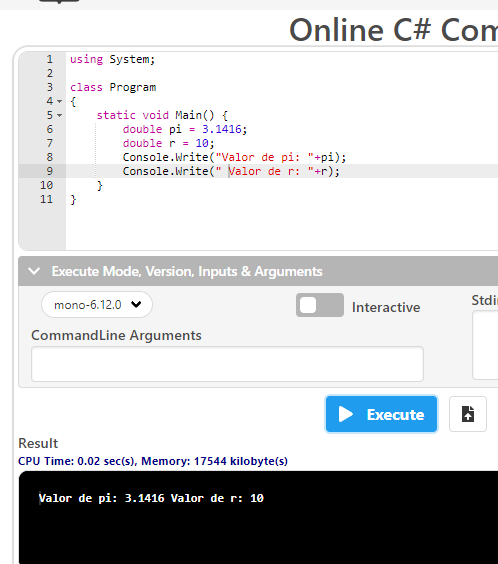 Online C# Com
1 using System;
2
3 class Program
4 {
5 static void Main() {
6 double pi = 3.1416;
7 double r = 10;
8 Console.Write("Valor de pi: "+pi);
9 Console.Write(" Valor de r: "+r);
10 }
11 }
Execute Mode, Version, Inputs & Arguments
mono-6.12.0
Interactive
Stdi
CommandLine Arguments
Execute
Result
CPU Time: 0.02 sec(s), Memory: 17544 kilobyte(s)
Valor de pi: 3.1416 Valor de r: 10